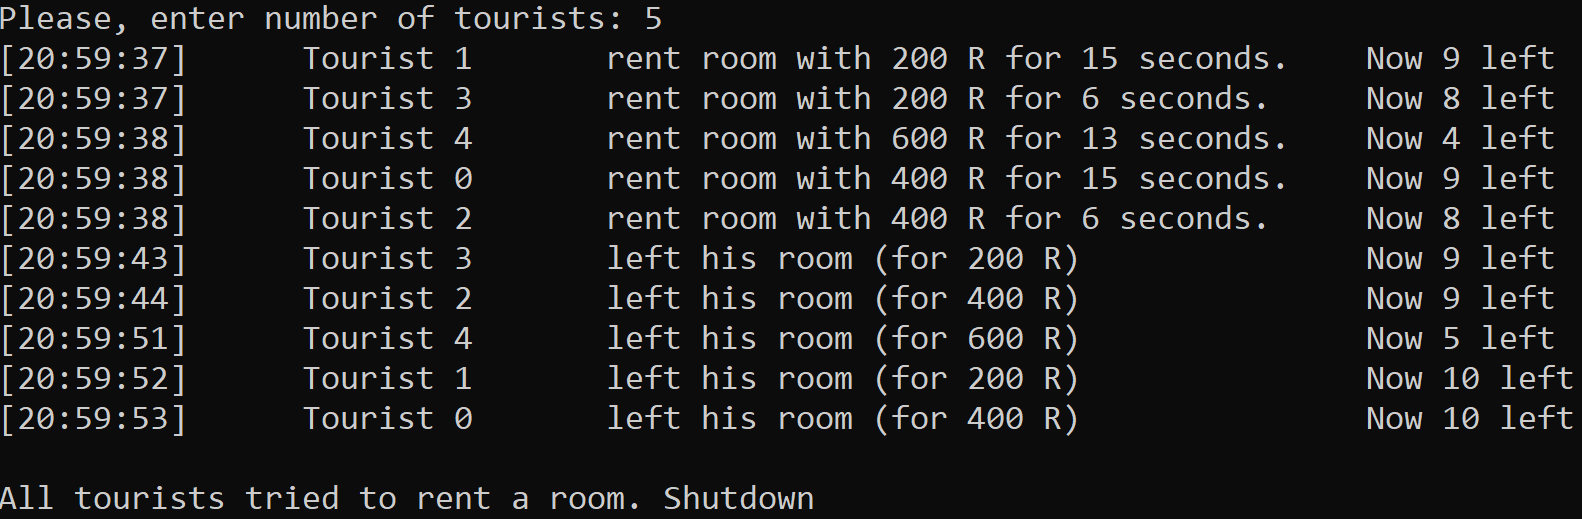 Please, enter number of tourists: 5
[20:59:37] Tourist 1 rent room with 200 R for 15 seconds. Now 9 left
[20:59:37] Tourist 3 rent room with 200 R for 6 seconds. Now 8 left
[20:59:38] Tourist 4 rent room with 600 R for 13 seconds. Now 4 left
[20:59:38] Tourist 0 rent room with 400 R for 15 seconds. Now 9 left
[20:59:38] Tourist 2 rent room with 400 R for 6 seconds. Now 8 left
[20:59:43] Tourist 3 left his room (for 200 R) Now 9 left
[20:59:44] Tourist 2 left his room (for 400 R) Now 9 left
[20:59:51] Tourist 4 left his room (for 600 R) Now 5 left
[20:59:52] Tourist 1 left his room (for 200 R) Now 10 left
[20:59:53] Tourist 0 left his room (for 400 R) Now 10 left
All tourists tried to rent a room. Shutdown